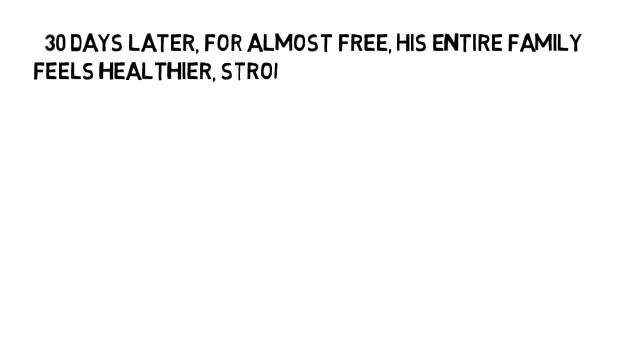 30 DAYS LATER, FOR ALMOST FREE, HIS ENTIRE FAMILY
FEELS HEALTHIER,